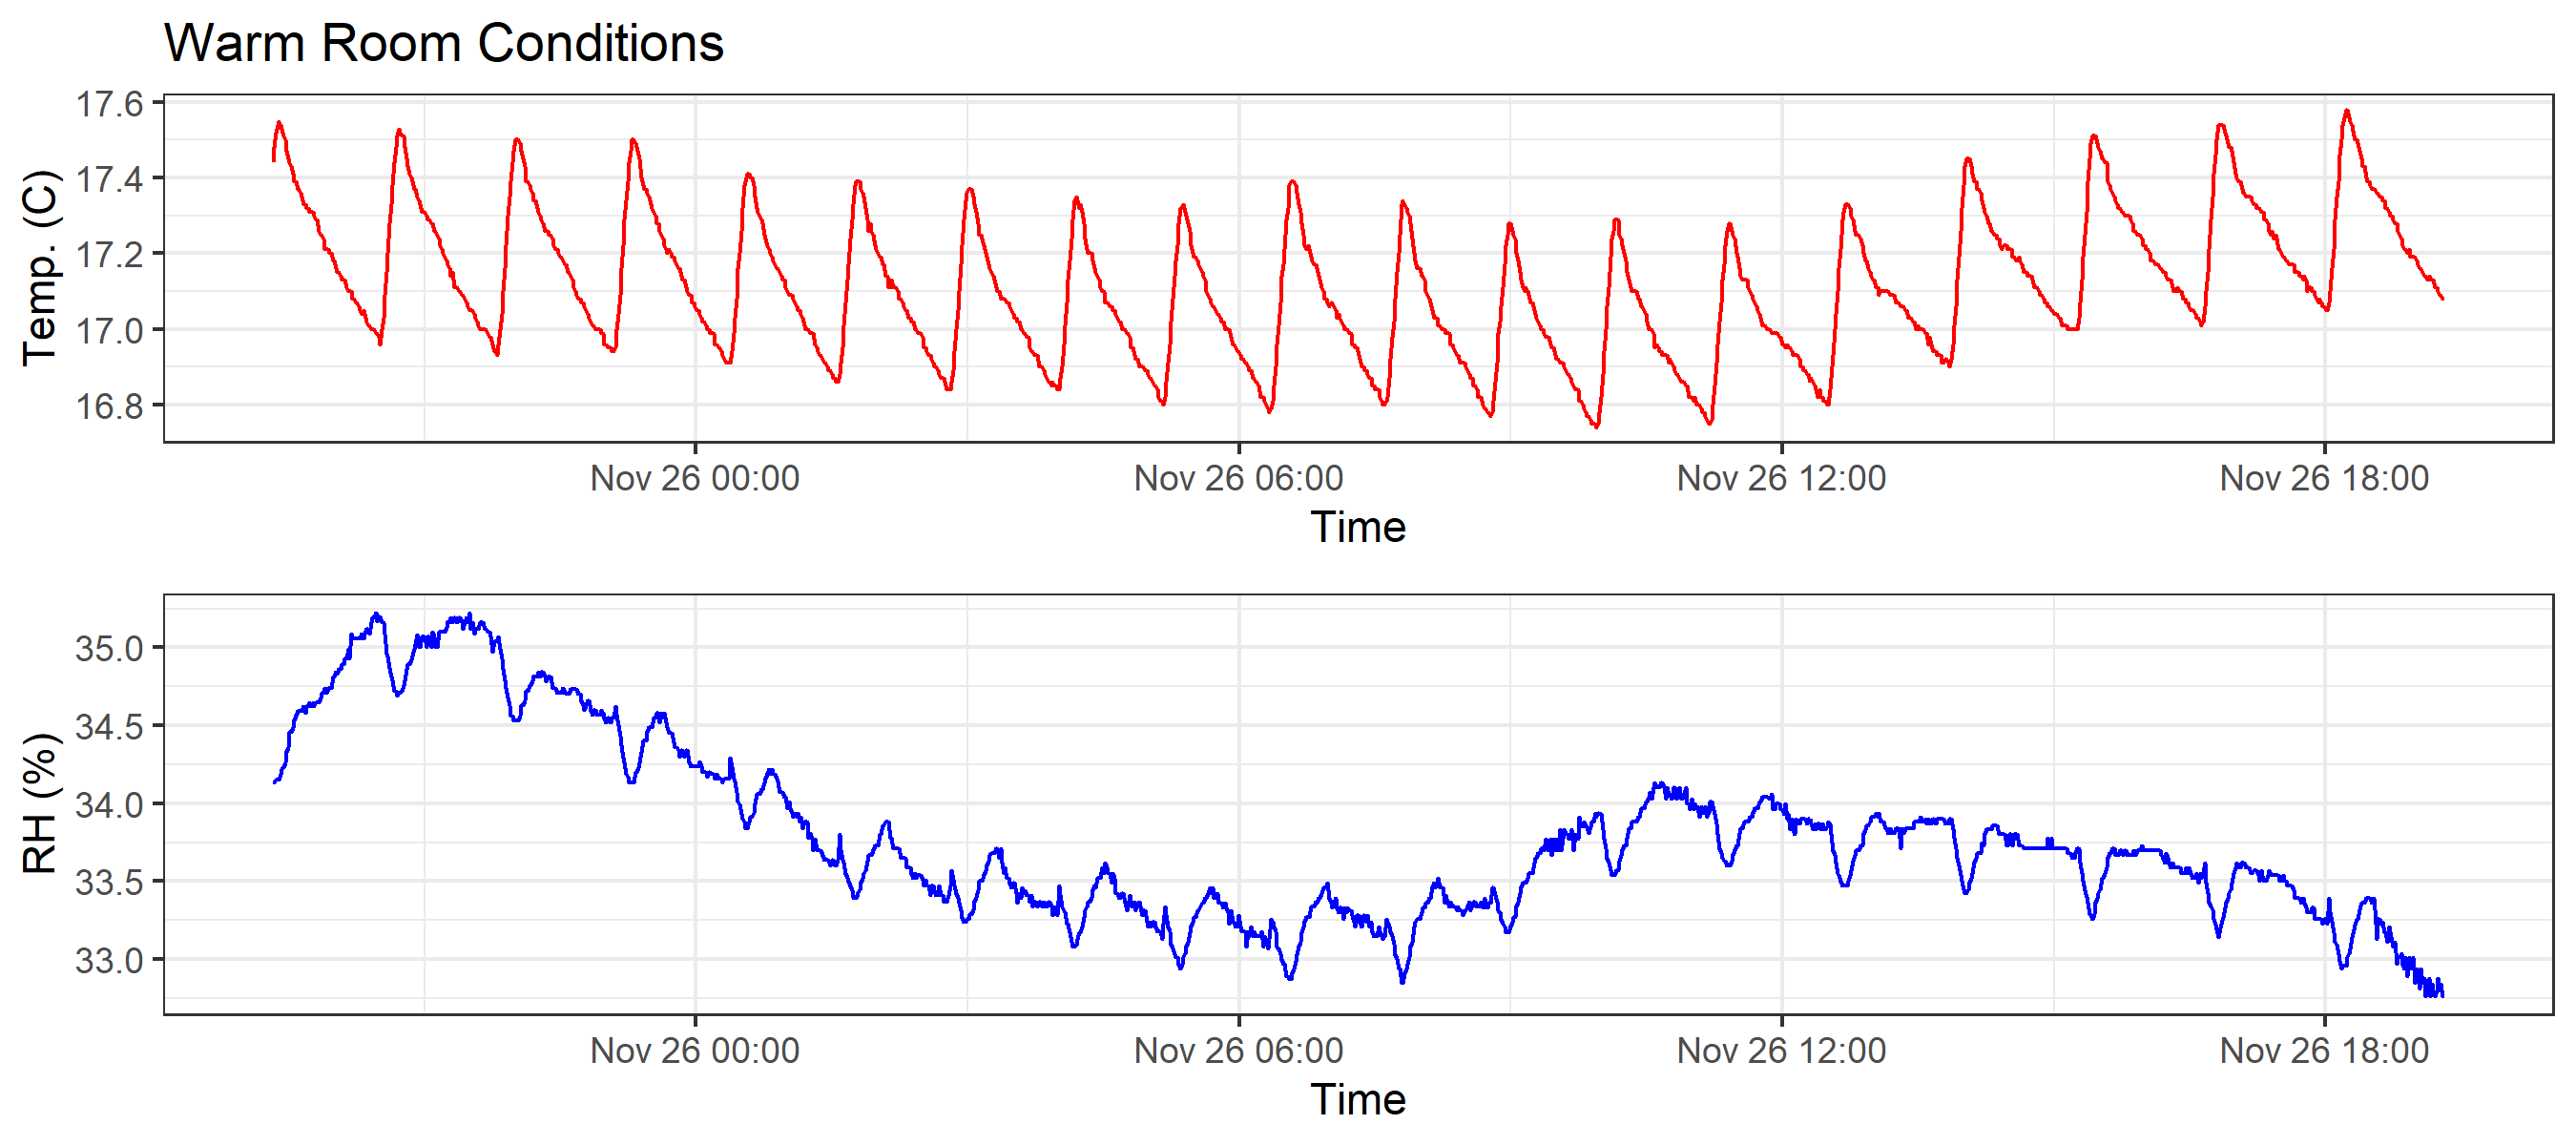 Warm Room Conditions
17.6
17.4
17.2
17.0
16.8
Temp. (C)
Nov 26 00:00 Nov 26 06:00 Nov 26 12:00 Nov 26 18:00
Time
35.0
34.5
34.0
33.5
33.0
RH (%)
Nov 26 00:00 Nov 26 06:00 Nov 26 12:00 Nov 26 18:00
Time